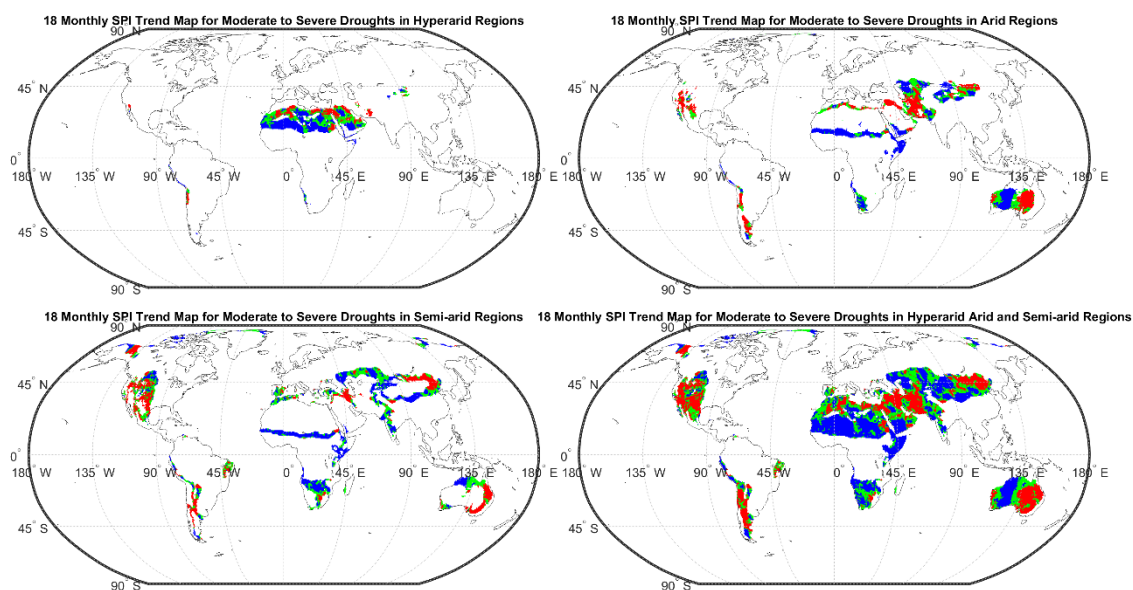 18 Monthly SPI Trend Map for Moderate to Severe Droughts in Hyperarid Regions
90° N
45° N
0°
180° W 135° W 90° W 45° W 0° 45° E 90° E 135° E 180° E
45° S
90° S
18 Monthly SPI Trend Map for Moderate to Severe Droughts in Arid Regions
90° N
45° N
0°
180° W 135° W 90° W 45° W 0° 45° E 90° E 135° E 180° E
45° S
90° S
18 Monthly SPI Trend Map for Moderate to Severe Droughts in Semi-arid Regions
90° N
45° N
0°
180° W 135° W 90° W 45° W 0° 45° E 90° E 135° E 180° E
45° S
90° S
18 Monthly SPI Trend Map for Moderate to Severe Droughts in Hyperarid Arid and Semi-arid Regions
90° N
45° N
0°
180° W 135° W 90° W 45° W 0° 45° E 90° E 135° E 180° E
45° S
90° S